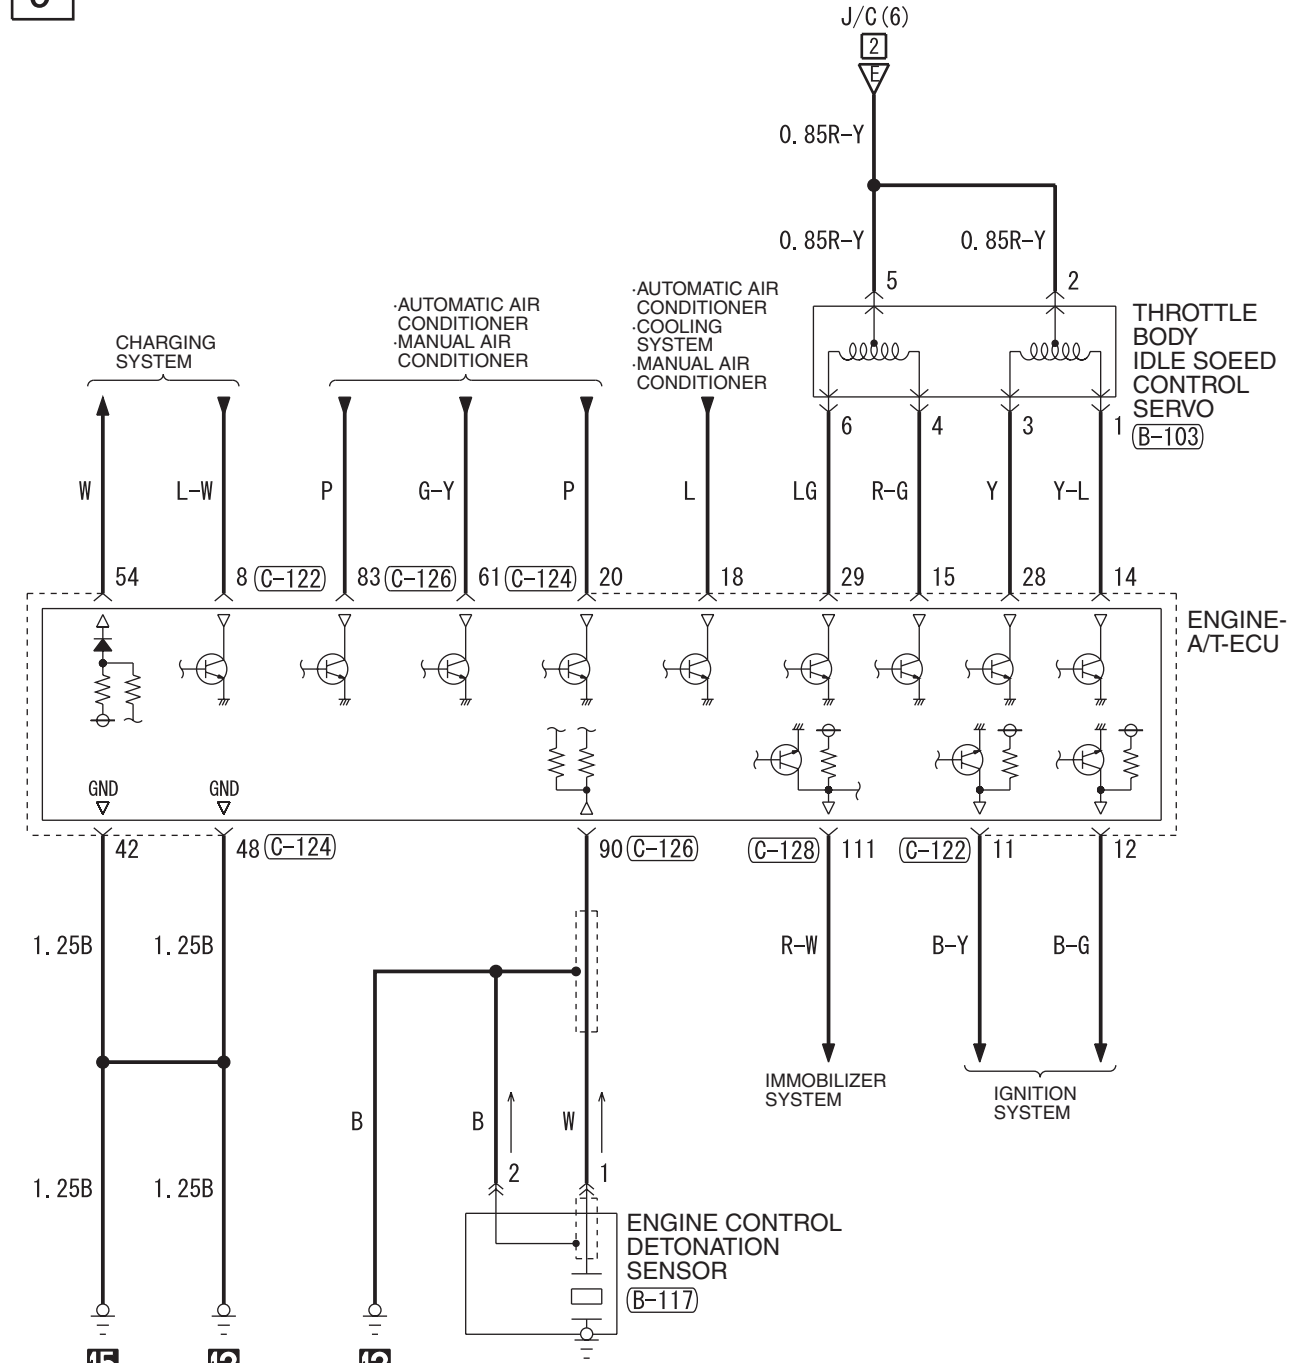 J/C(6)
2
E
0.85R-Y
0.85R-Y
0.85R-Y
5
2
THROTTLE
BODY
IDLE SOEED
CONTROL
SERVO
B-103
CHARGING
SYSTEM
·AUTOMATIC AIR
CONDITIONER
·MANUAL AIR
CONDITIONER
·AUTOMATIC AIR
CONDITIONER
·COOLING
SYSTEM
·MANUAL AIR
CONDITIONER
6
4
3
1
W
L-W
P
G-Y
P
L
LG
R-G
Y
Y-L
54
8
C-122
83
C-126
61
C-124
20
18
29
15
28
14
ENGINE-
A/T-ECU
GND
GND
42
48
C-124
90
C-126
C-128
111
C-122
11
12
1.25B
1.25B
R-W
B-Y
B-G
IMMOBILIZER
SYSTEM
IGNITION
SYSTEM
B
B
W
2
1
1.25B
1.25B
ENGINE CONTROL
DETONATION
SENSOR
B-117
15
12
12